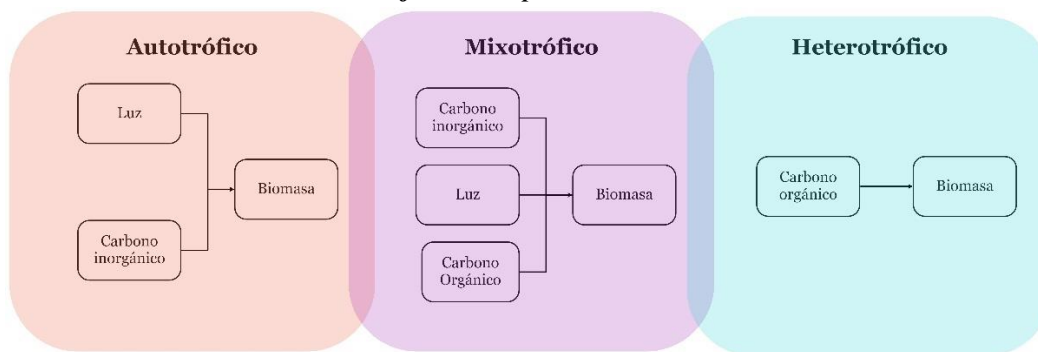 Autotrófico
Luz
Carbono
inorgánico
Biomasa
Mixotrófico
Carbono
inorgánico
Luz
Carbono
Orgánico
Biomasa
Heterotrófico
Carbono
orgánico
Biomasa